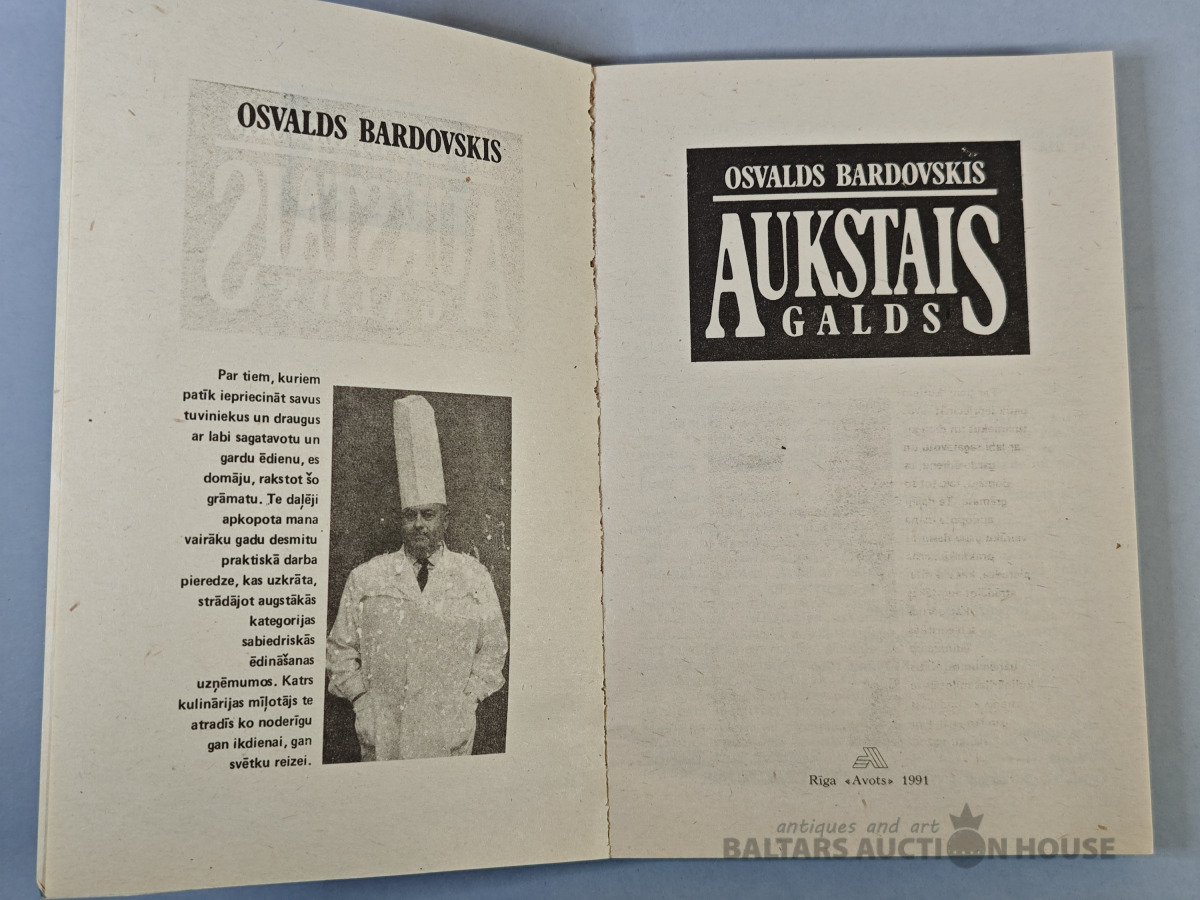 OSVALDS BARDOVSKIS
Par tiem, kuriem
patīk iepriecināt savus
tuviniekus un draugus
ar labi sagatavotu un
gardu ēdienu, es
domāju, rakstot šo
grāmatu. Te daļēji
apkopota mana
vairāku gadu desmitu
praktiskā darba
pieredze, kas uzkrāta,
strādājot augstākās
kategorijas
sabiedriskās
ēdināšanas
uzņēmumos. Katrs
kulinārijas mīļotājs te
atradīs ko noderīgu
gan ikdienai, gan
svētku reizei.
OSVALDS BARDOVSKIS
AUKSTAIS
GALDS
Rīga «Avots» 1991
antiques and art
BALTARS AUCTION HOUSE